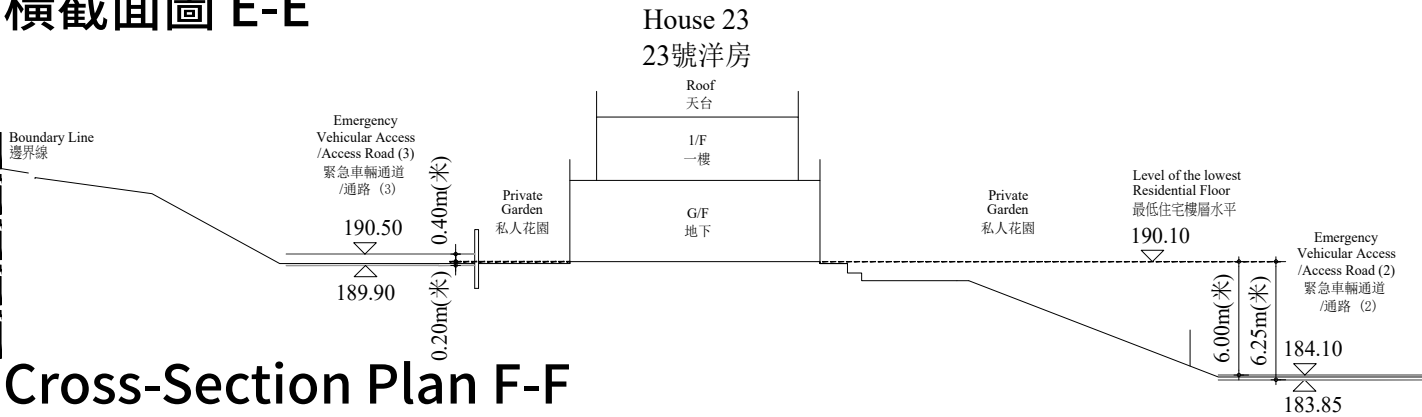 橫截面圖 E-E
House 23
23號洋房
Roof
天台
1/F
一樓
G/F
地下
Boundary Line
邊界線
Emergency
Vehicular Access
/Access Road (3)
緊急車輛通道
/通路（3）
190.50
189.90
0.40m(米)
0.20m(米)
Private
Garden
私人花園
Private
Garden
私人花園
Level of the lowest
Residential Floor
最低住宅樓層水平
190.10
Emergency
Vehicular Access
/Access Road (2)
緊急車輛通道
/通路（2）
6.00m(米)
6.25m(米)
184.10
183.85
Cross-Section Plan F-F